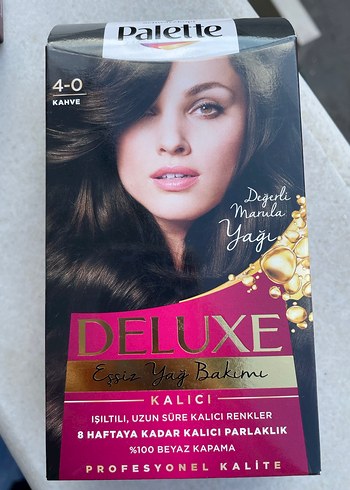 Palette
4-0
KAHVE
Değerli
Marula
Yağı
DELUXE
Eşsiz Yağ Bakımı
KALICI
IŞILTILI, UZUN SÜRE KALICI RENKLER
8 HAFTAYA KADAR KALICI PARLAKLIK
%100 BEYAZ KAPAMA
PROFESYONEL KALİTE